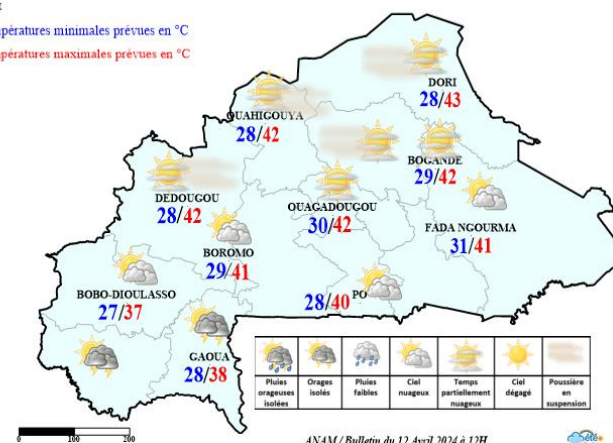 pératures minimales prévues en °C
pératures maximales prévues en °C
DORI
28/43
OUAHIGOUYA
28/42
BOGANDE
29/42
DEDOUGOU
28/42
OUAGADOUGOU
30/42
FADA NGOURMA
31/41
BOROMO
29/41
BOBO-DIOULASSO
27/37
PO
28/40
GAOUA
28/38
Pluies orageuses isolées
Orages isolés
Pluies faibles
Ciel nuageux
Temps partiellement nuageux
Ciel dégagé
Poussière en suspension
0 100 200
ANAM / Bulletin du 12 Avril 2024 à 12H